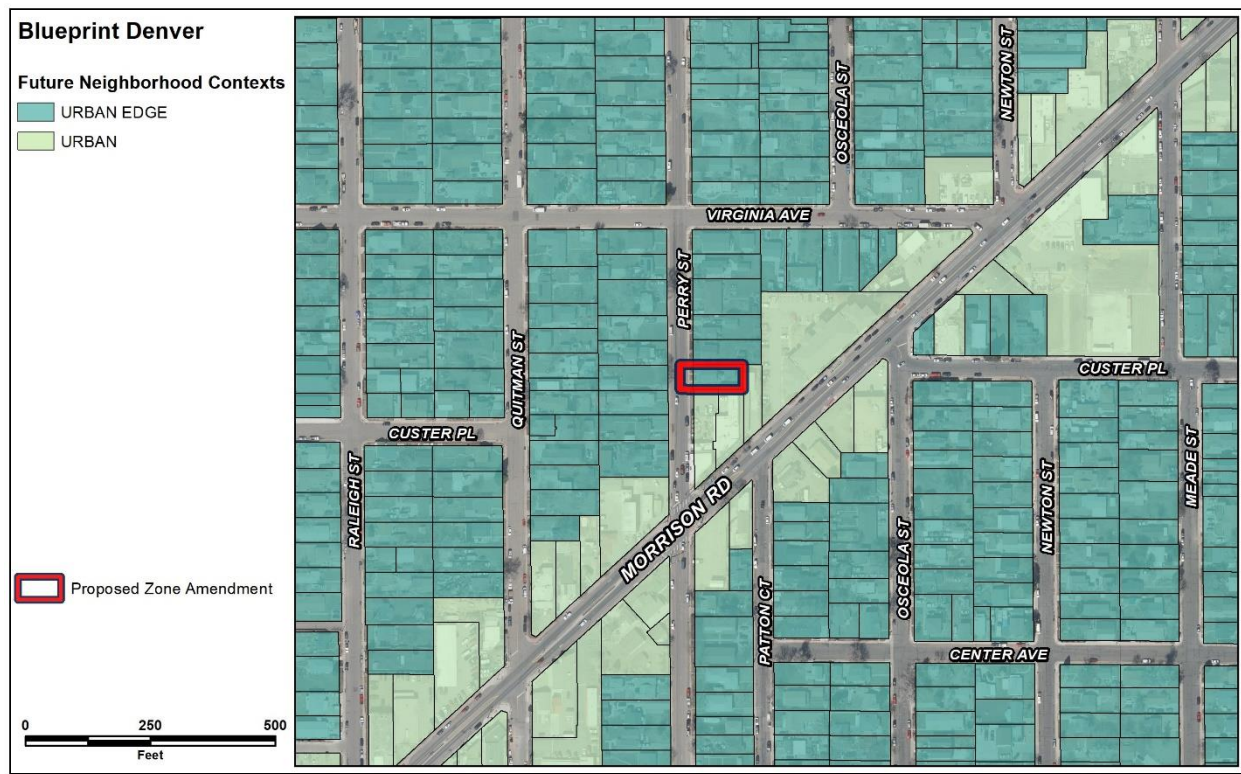 Blueprint Denver
Future Neighborhood Contexts
URBAN EDGE
URBAN
Proposed Zone Amendment
0 250 500
Feet
OSCEOLA ST
NEWTON ST
VIRGINIA AVE
PERRY ST
QUITMAN ST
CUSTER PL
CUSTER PL
RALEIGH ST
MORRISON RD
PATTON CT
OSCEOLA ST
NEWTON ST
MEADE ST
CENTER AVE